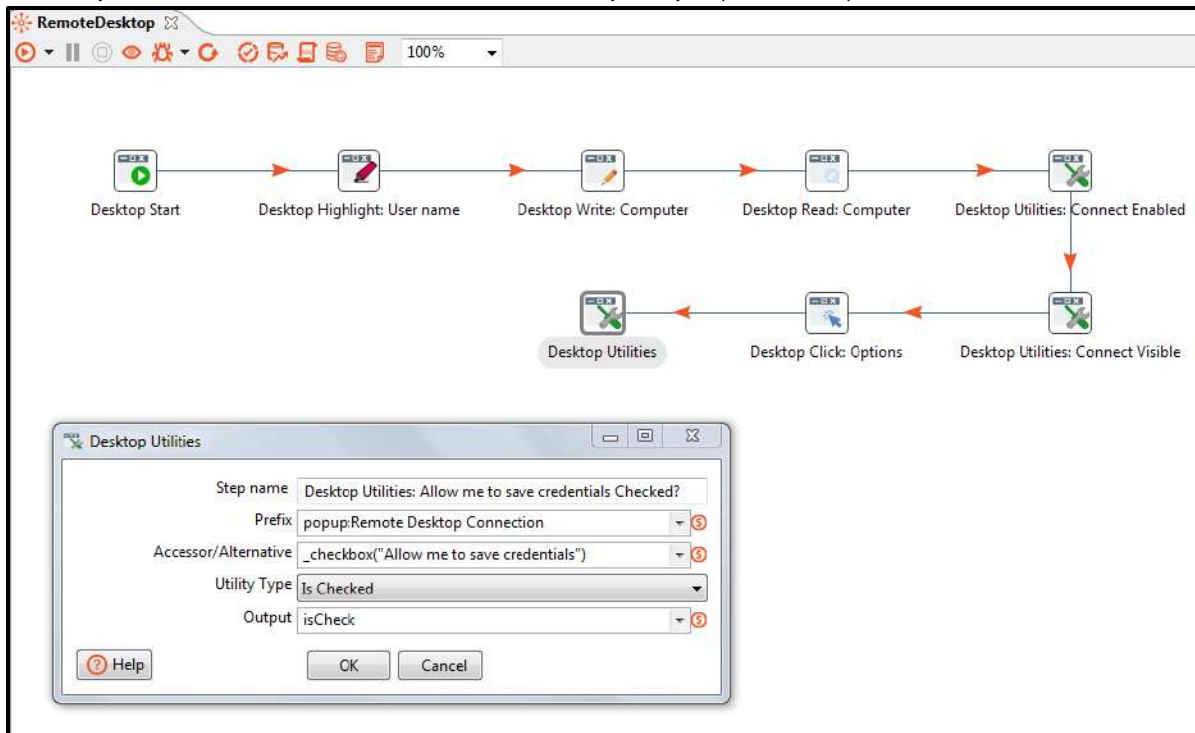 RemoteDesktop
100%
Desktop Start
Desktop Highlight: User name
Desktop Write: Computer
Desktop Read: Computer
Desktop Utilities: Connect Enabled
Desktop Utilities
Desktop Click: Options
Desktop Utilities: Connect Visible
Desktop Utilities
Step name Desktop Utilities: Allow me to save credentials Checked?
Prefix popup:Remote Desktop Connection
Accessor/Alternative _checkbox("Allow me to save credentials")
Utility Type Is Checked
Output isCheck
Help OK Cancel